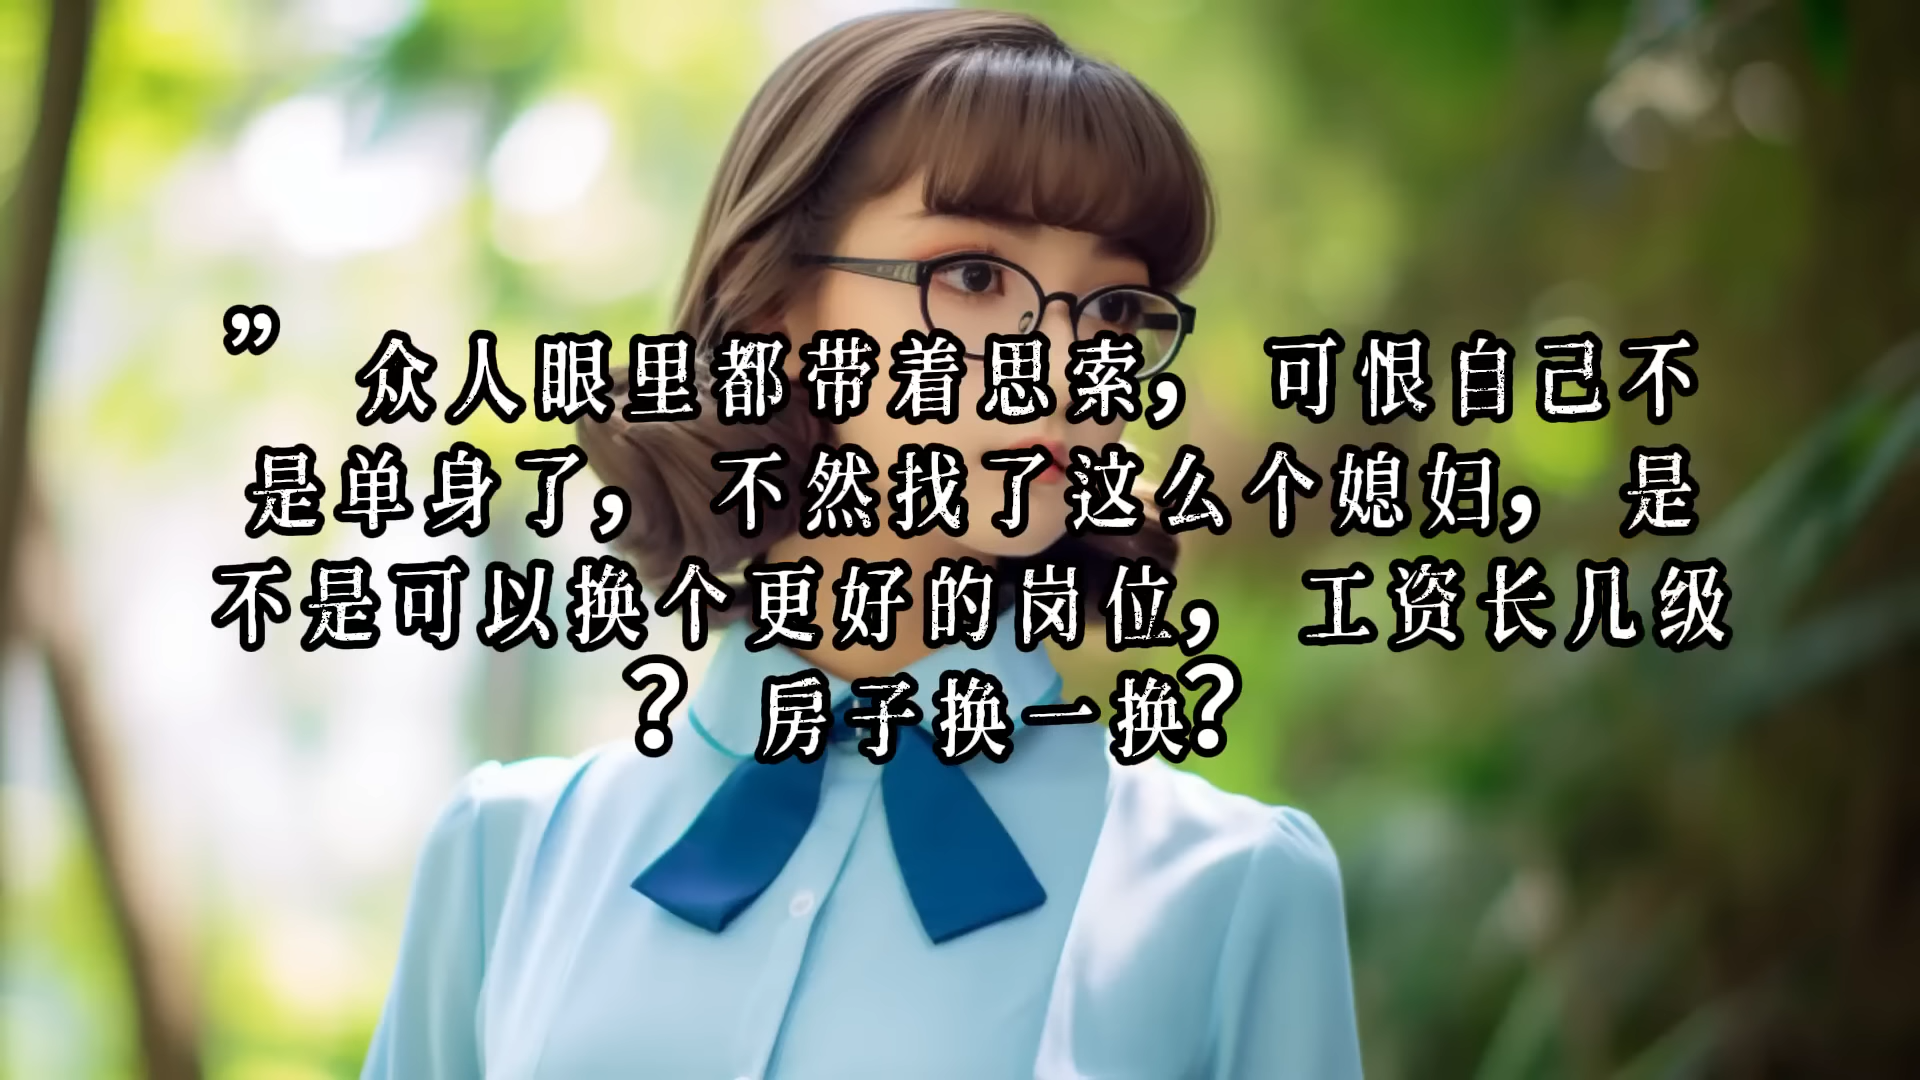 ” 众人眼里都带着思索，可恨自己不
是单身了，不然找了这么个媳妇，是
不是可以换个更好的岗位，工资长几级
？房子换一换？